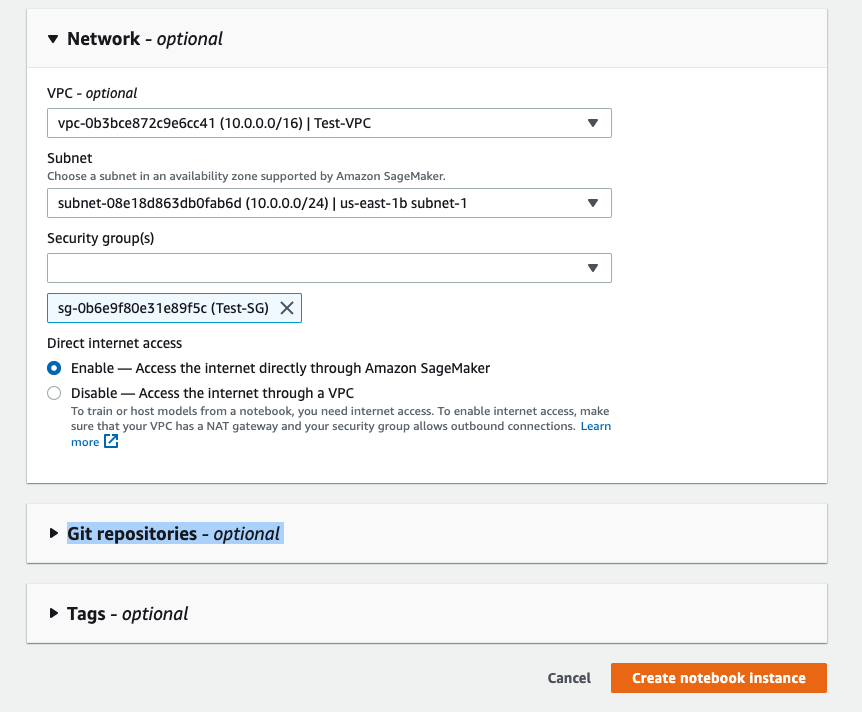 Network - optional
VPC - optional
vpc-0b3bce872c9e6cc41 (10.0.0.0/16) | Test-VPC
Subnet
Choose a subnet in an availability zone supported by Amazon SageMaker.
subnet-08e18d863db0fab6d (10.0.0.0/24) | us-east-1b subnet-1
Security group(s)
sg-0b6e9f80e31e89f5c (Test-SG)
Direct internet access
Enable — Access the internet directly through Amazon SageMaker
Disable — Access the internet through a VPC
To train or host models from a notebook, you need internet access. To enable internet access, make
sure that your VPC has a NAT gateway and your security group allows outbound connections. Learn
more
Git repositories - optional
Tags - optional
Cancel
Create notebook instance